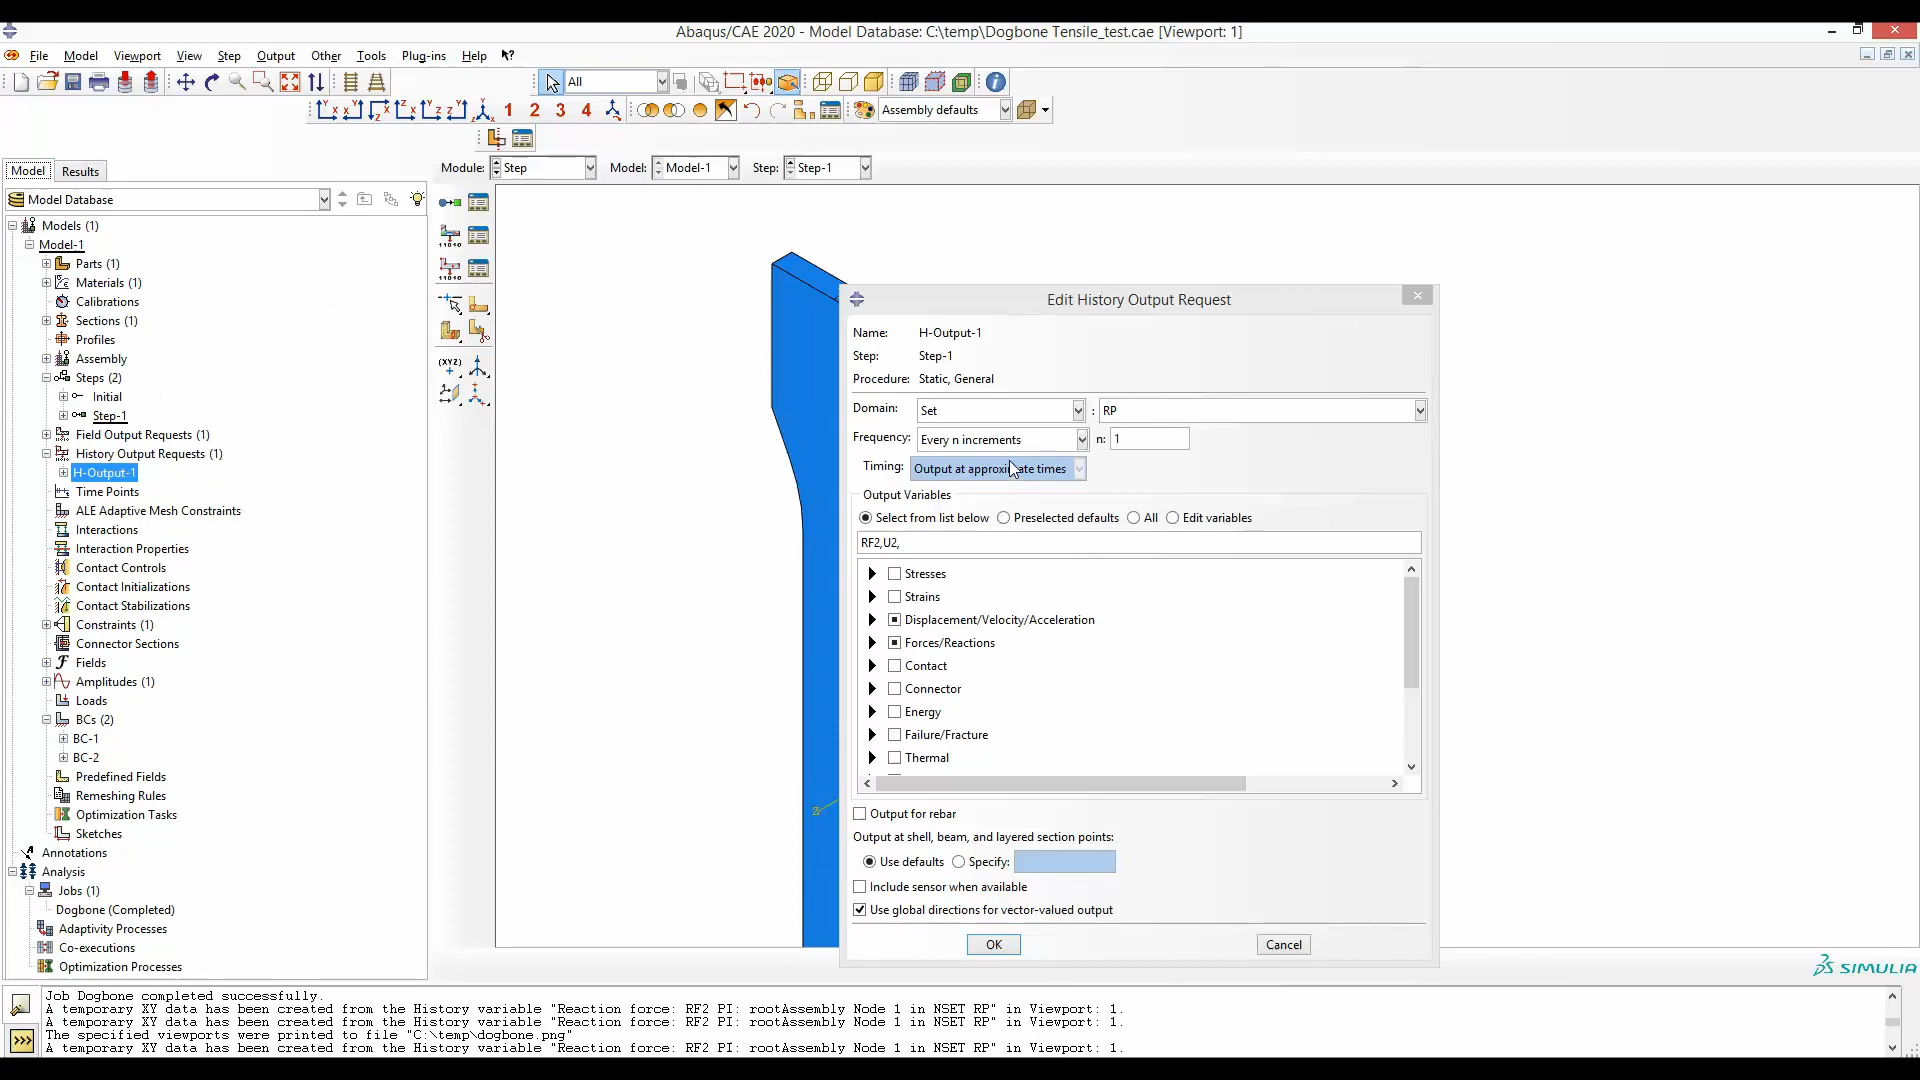 Abaqus/CAE 2020 - Model Database: C:\temp\Dogbone Tensile_test.cae [Viewport: 1]
File Model Viewport View Step Output Other Tools Plug-ins Help
All
1 2 3 4 Assembly defaults
Module: Step Model: Model-1 Step: Step-1
Model Results
Model Database
Models (1)
Model-1
Parts (1)
Materials (1)
Calibrations
Sections (1)
Profiles
Assembly
Steps (2)
Initial
Step-1
Field Output Requests (1)
History Output Requests (1)
H-Output-1
Time Points
ALE Adaptive Mesh Constraints
Interactions
Interaction Properties
Contact Controls
Contact Initializations
Contact Stabilizations
Constraints (1)
Connector Sections
Fields
Amplitudes (1)
Loads
BCs (2)
BC-1
BC-2
Predefined Fields
Remeshing Rules
Optimization Tasks
Sketches
Annotations
Analysis
Jobs (1)
Dogbone (Completed)
Adaptivity Processes
Co-executions
Optimization Processes
(XYZ)
Z
Edit History Output Request
Name: H-Output-1
Step: Step-1
Procedure: Static, General
Domain: Set : RP
Frequency: Every n increments n: 1
Timing: Output at approximate times
Output Variables
Select from list below Preselected defaults All Edit variables
RF2,U2,
Stresses
Strains
Displacement/Velocity/Acceleration
Forces/Reactions
Contact
Connector
Energy
Failure/Fracture
Thermal
Output for rebar
Output at shell, beam, and layered section points:
Use defaults Specify:
Include sensor when available
Use global directions for vector-valued output
OK Cancel
SIMULIA
Job Dogbone completed successfully.
A temporary XY data has been created from the History variable "Reaction force: RF2 PI: rootAssembly Node 1 in NSET RP" in Viewport: 1.
A temporary XY data has been created from the History variable "Reaction force: RF2 PI: rootAssembly Node 1 in NSET RP" in Viewport: 1.
The specified viewports were printed to file "C:\temp\dogbone.png"
A temporary XY data has been created from the History variable "Reaction force: RF2 PI: rootAssembly Node 1 in NSET RP" in Viewport: 1.